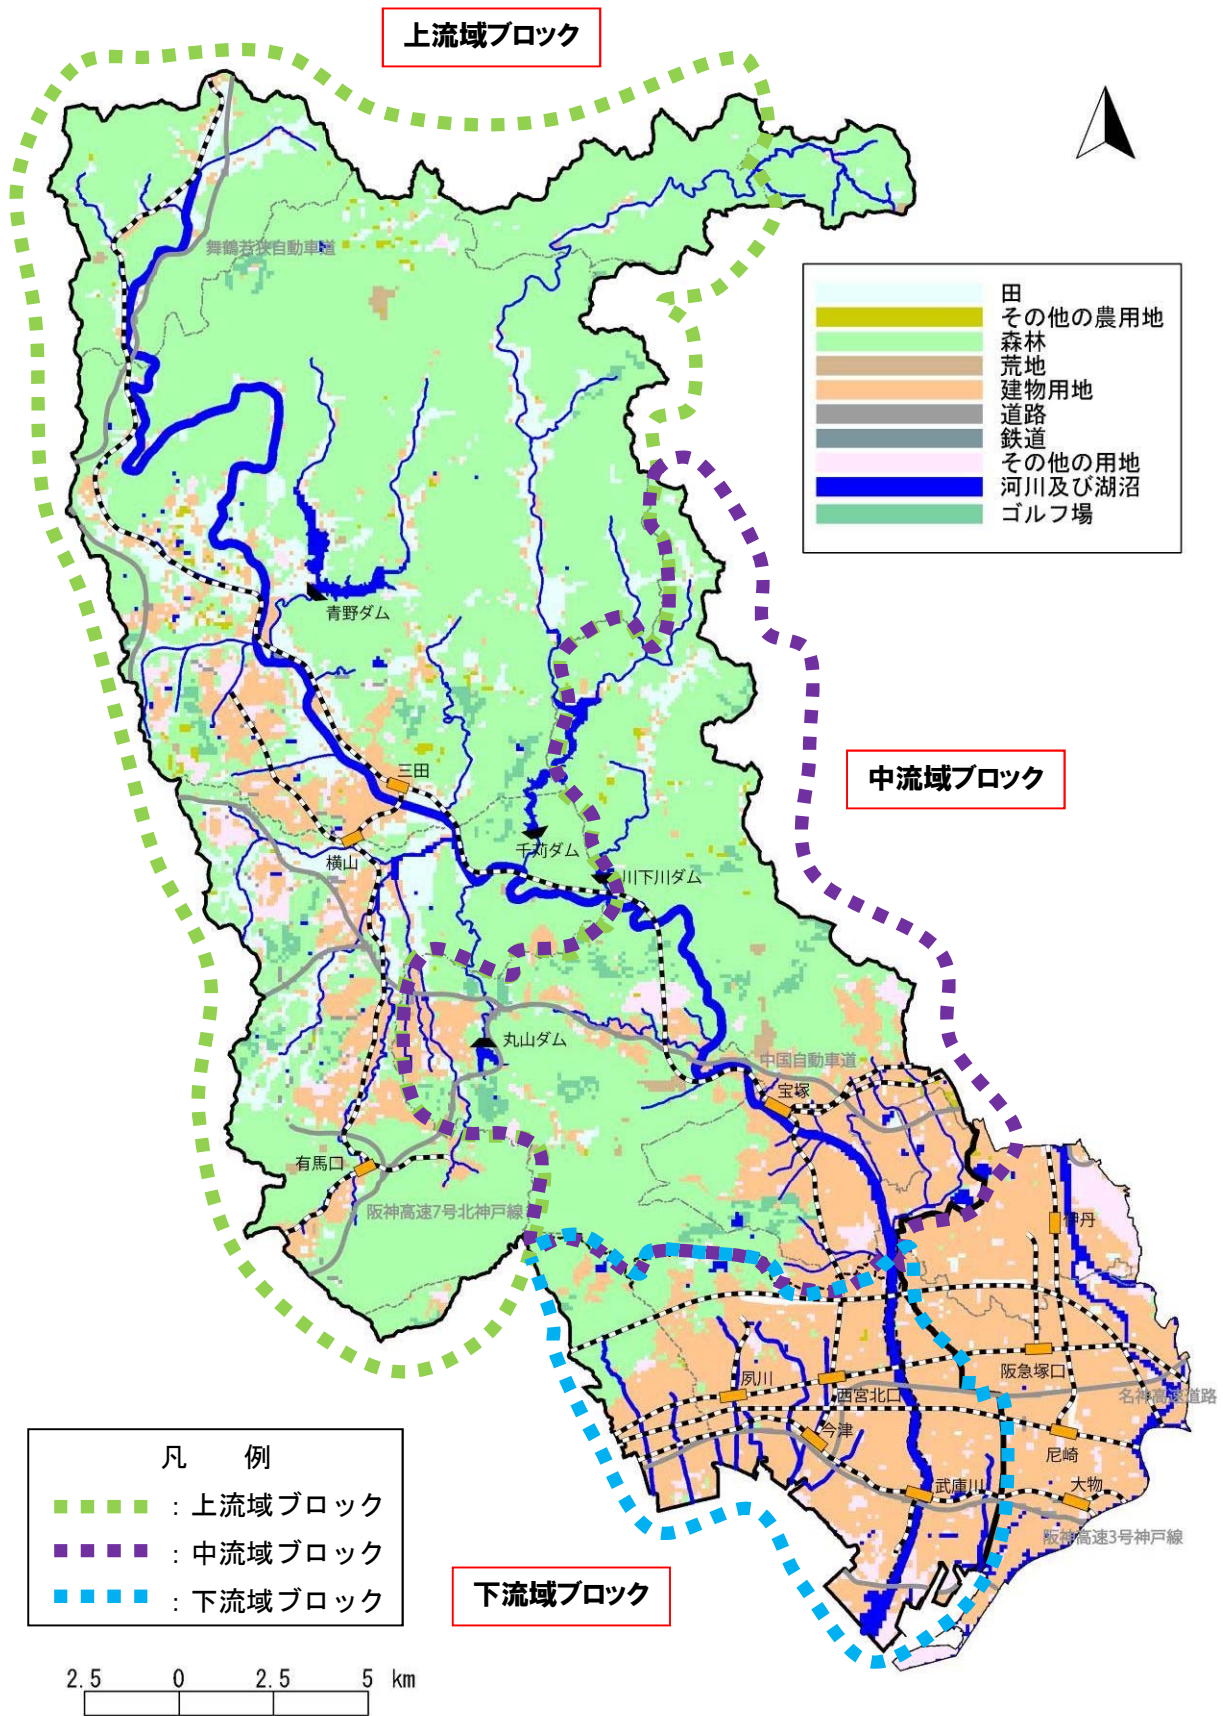 上流域ブロック
舞鶴若狭自動車道
田
その他の農用地
森林
荒地
建物用地
道路
鉄道
その他の用地
河川及び湖沼
ゴルフ場
青野ダム
中流域ブロック
三田
横山
千苅ダム
川下川ダム
丸山ダム
中国自動車道
宝塚
有馬口
阪神高速7号北神戸線
伊丹
阪急塚口
夙川
西宮北口
名神高速道路
今津
尼崎
武庫川
大物
阪神高速3号神戸線
凡 例
：上流域ブロック
：中流域ブロック
：下流域ブロック
下流域ブロック
2.5 0 2.5 5 km